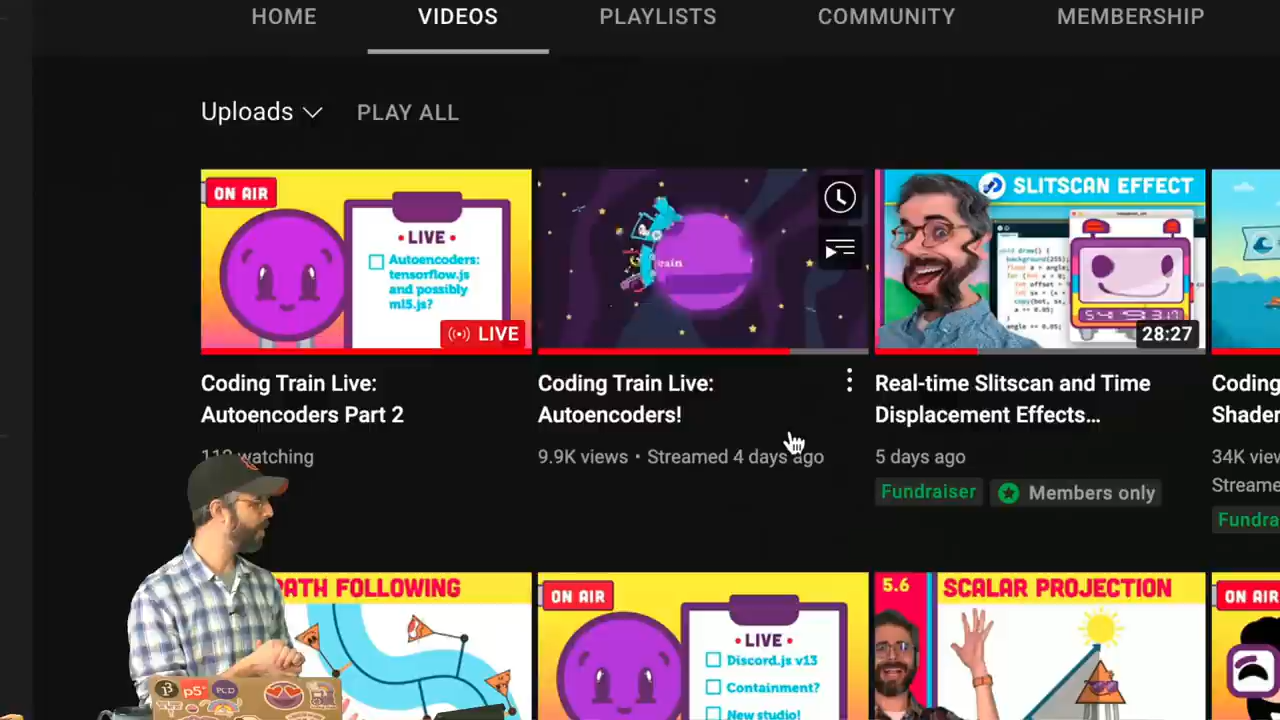 HOME VIDEOS PLAYLISTS COMMUNITY MEMBERSHIP
Uploads PLAY ALL
ON AIR
• LIVE •
Autoencoders:
tensorflow.js
and possibly
ml5.js?
LIVE
Coding Train Live:
Autoencoders Part 2
watching
Coding Train Live:
Autoencoders!
9.9K views • Streamed 4 days ago
SLITSCAN EFFECT
28:27
Real-time Slitscan and Time
Displacement Effects…
5 days ago
Fundraiser
Members only
Coding
Shader
34K
Fundra
PATH FOLLOWING
ON AIR
• LIVE •
Discord.js v13
Containment?
New studio!
5.6
SCALAR PROJECTION
ON AIR
p5*
PCD